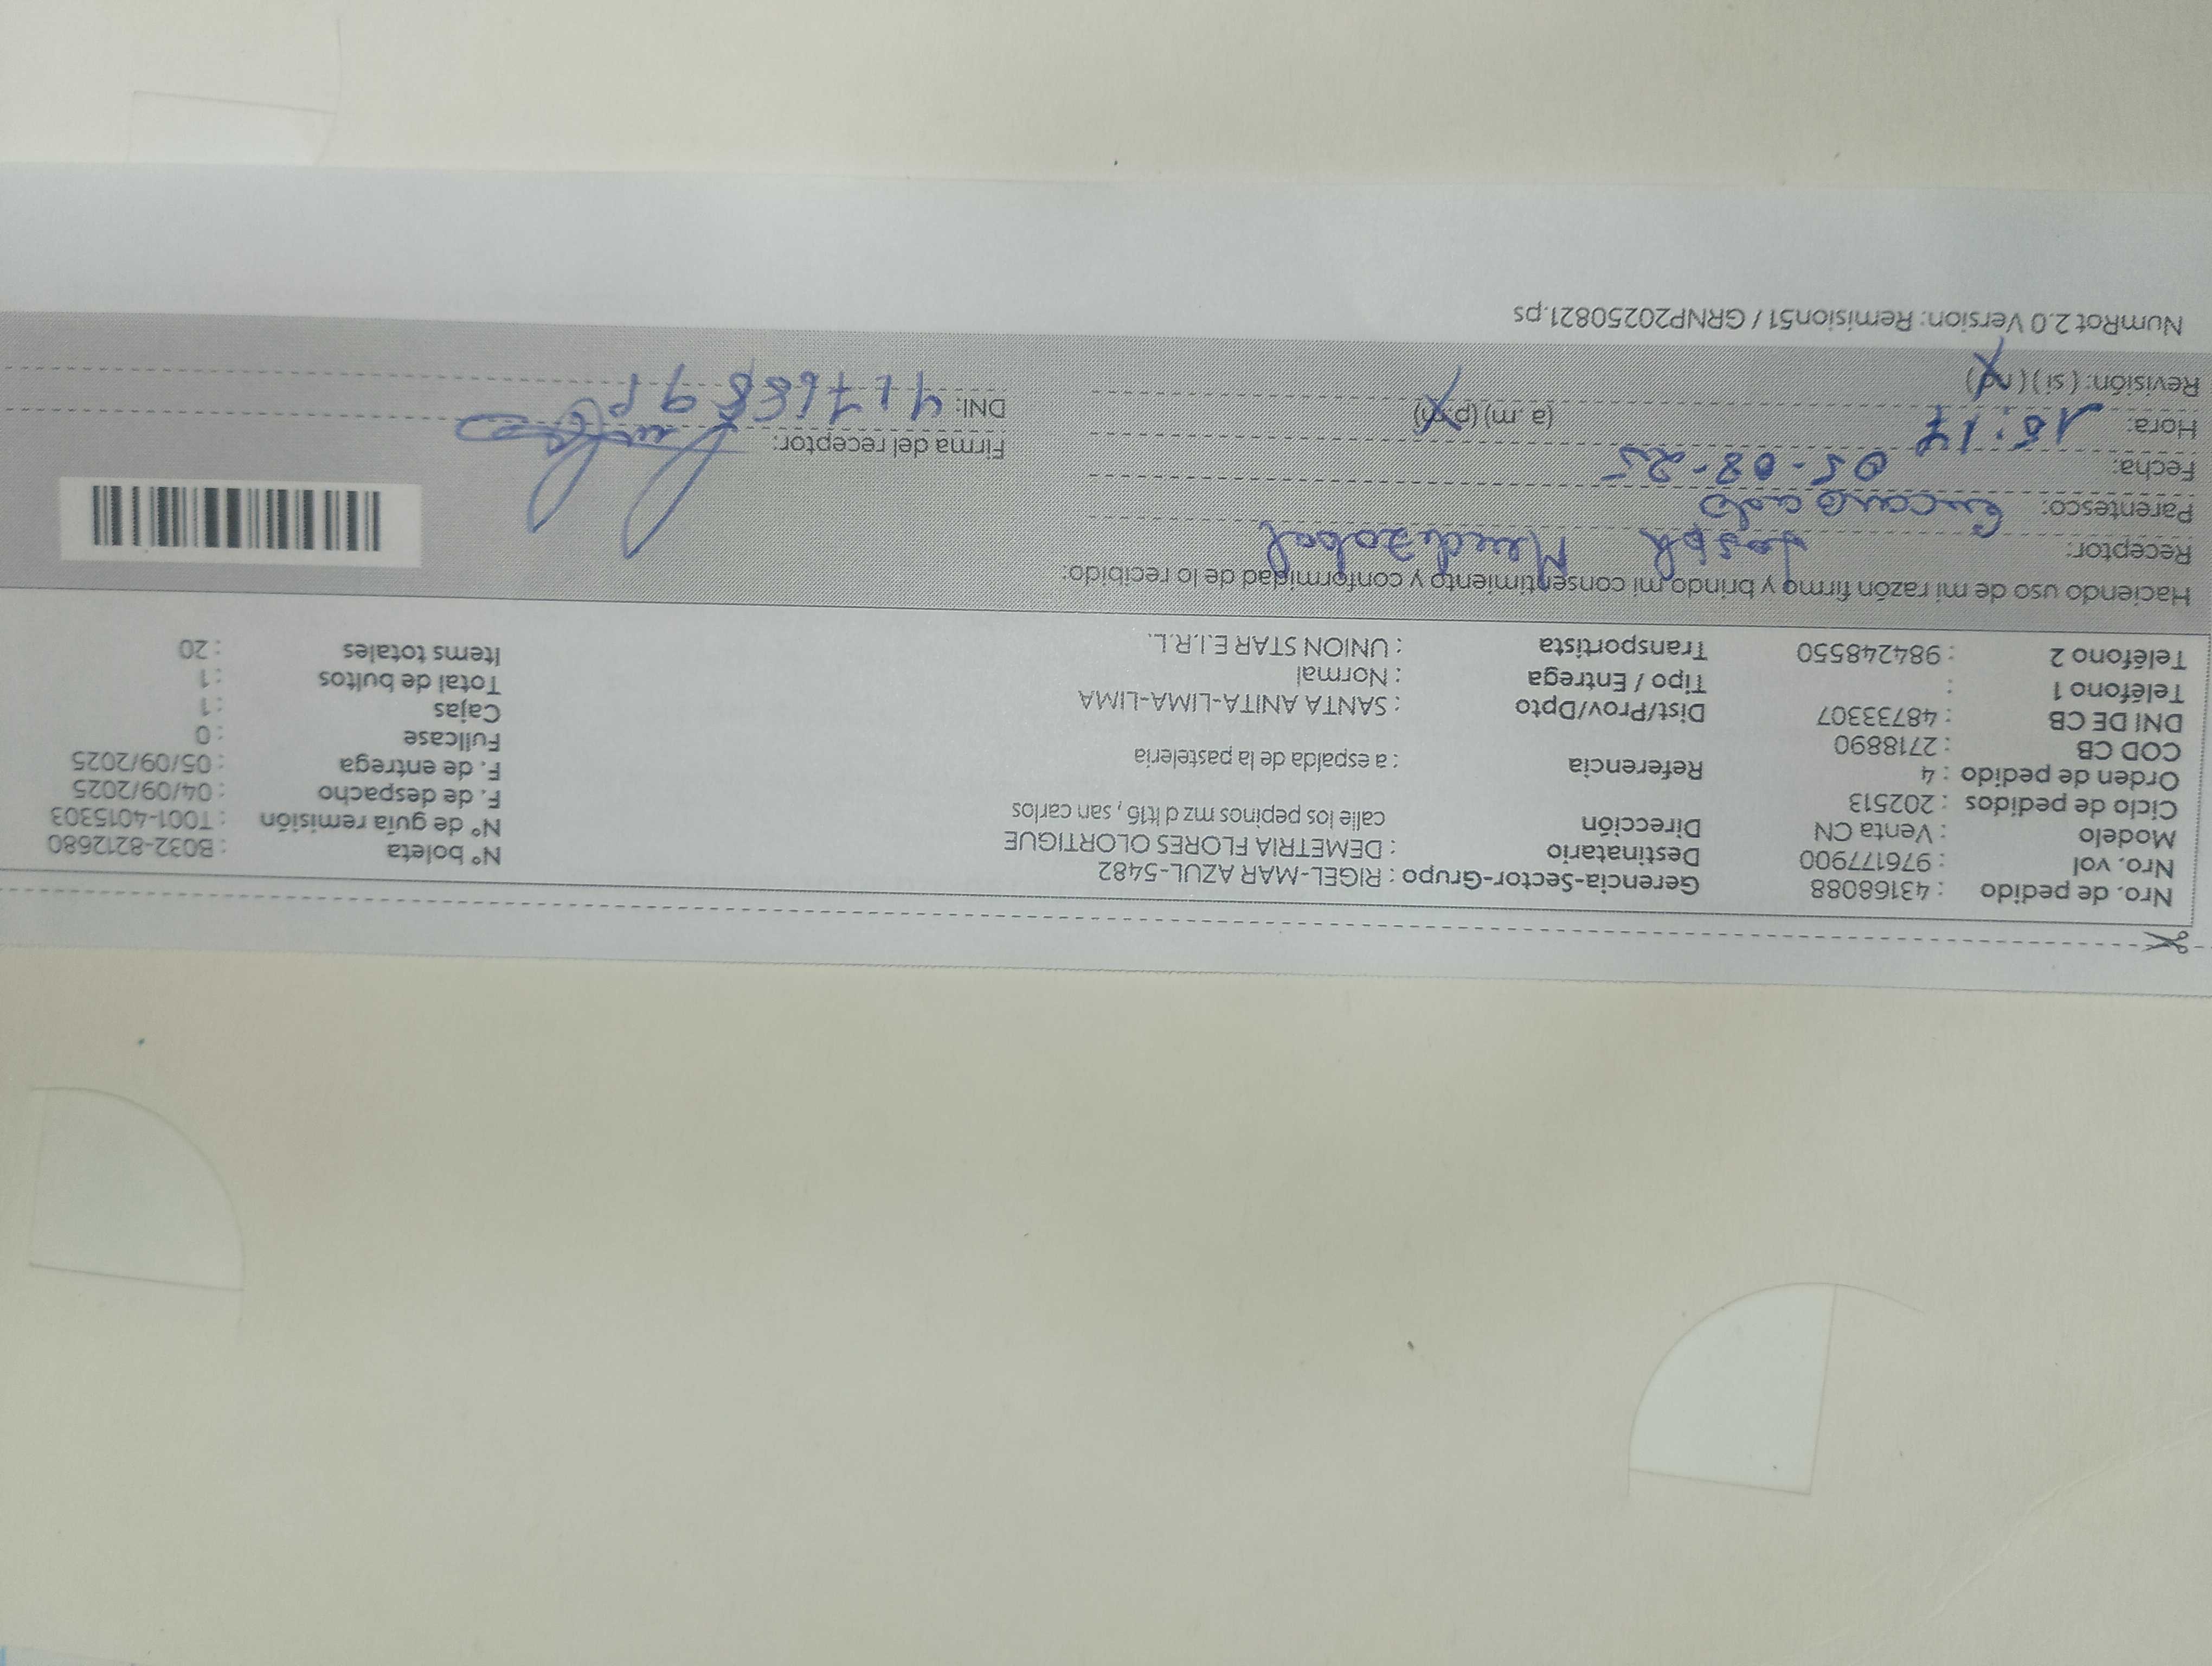 Nro. de pedido : 43168088 Gerencia-Sector-Grupo : RIGEL-MAR AZUL-5482 N° boleta : B032-8212680
Nro. vol : 976177900 Destinatario : DEMETRIA FLORES OLORTIGUE N° de guía remisión : T001-4015303
Modelo : Venta CN Dirección calle los pepinos mz d lt16 , san carlos F. de despacho : 04/09/2025
Ciclo de pedidos : 202513 F. de entrega : 05/09/2025
Orden de pedido : 4 Referencia : a espalda de la pasteleria Fullcase : 0
COD CB : 2718890 Cajas : 1
DNI DE CB : 48733307 Dist/Prov/Dpto : SANTA ANITA-LIMA-LIMA Total de bultos : 1
Teléfono 1 : Tipo / Entrega : Normal Items totales : 20
Teléfono 2 : 984248550 Transportista : UNION STAR E.I.R.L.
Haciendo uso de mi razón firmo y brindo mi consentimiento y conformidad de lo recibido:
Receptor: Joseph
Parentesco: Encargado
Fecha: 05-08-25 Firma del receptor:
Hora: 15:17 (a .m) (p.m) DNI:
Revisión: ( si ) ( no )
NumRot 2.0 Version: Remision51 / GRNP20250821.ps